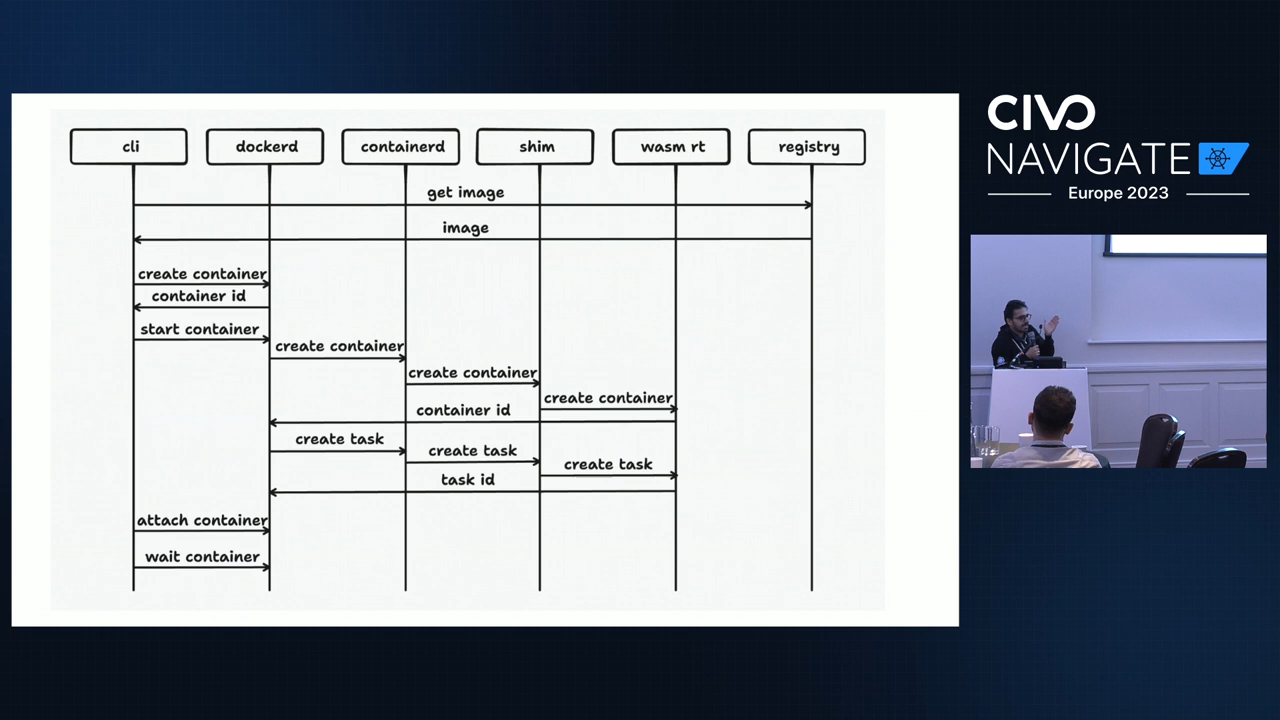 cli
dockerd
containerd
shim
wasm rt
registry
get image
image
create container
container id
start container
create container
create container
create container
container id
create task
create task
create task
task id
attach container
wait container
CIVO
NAVIGATE
Europe 2023